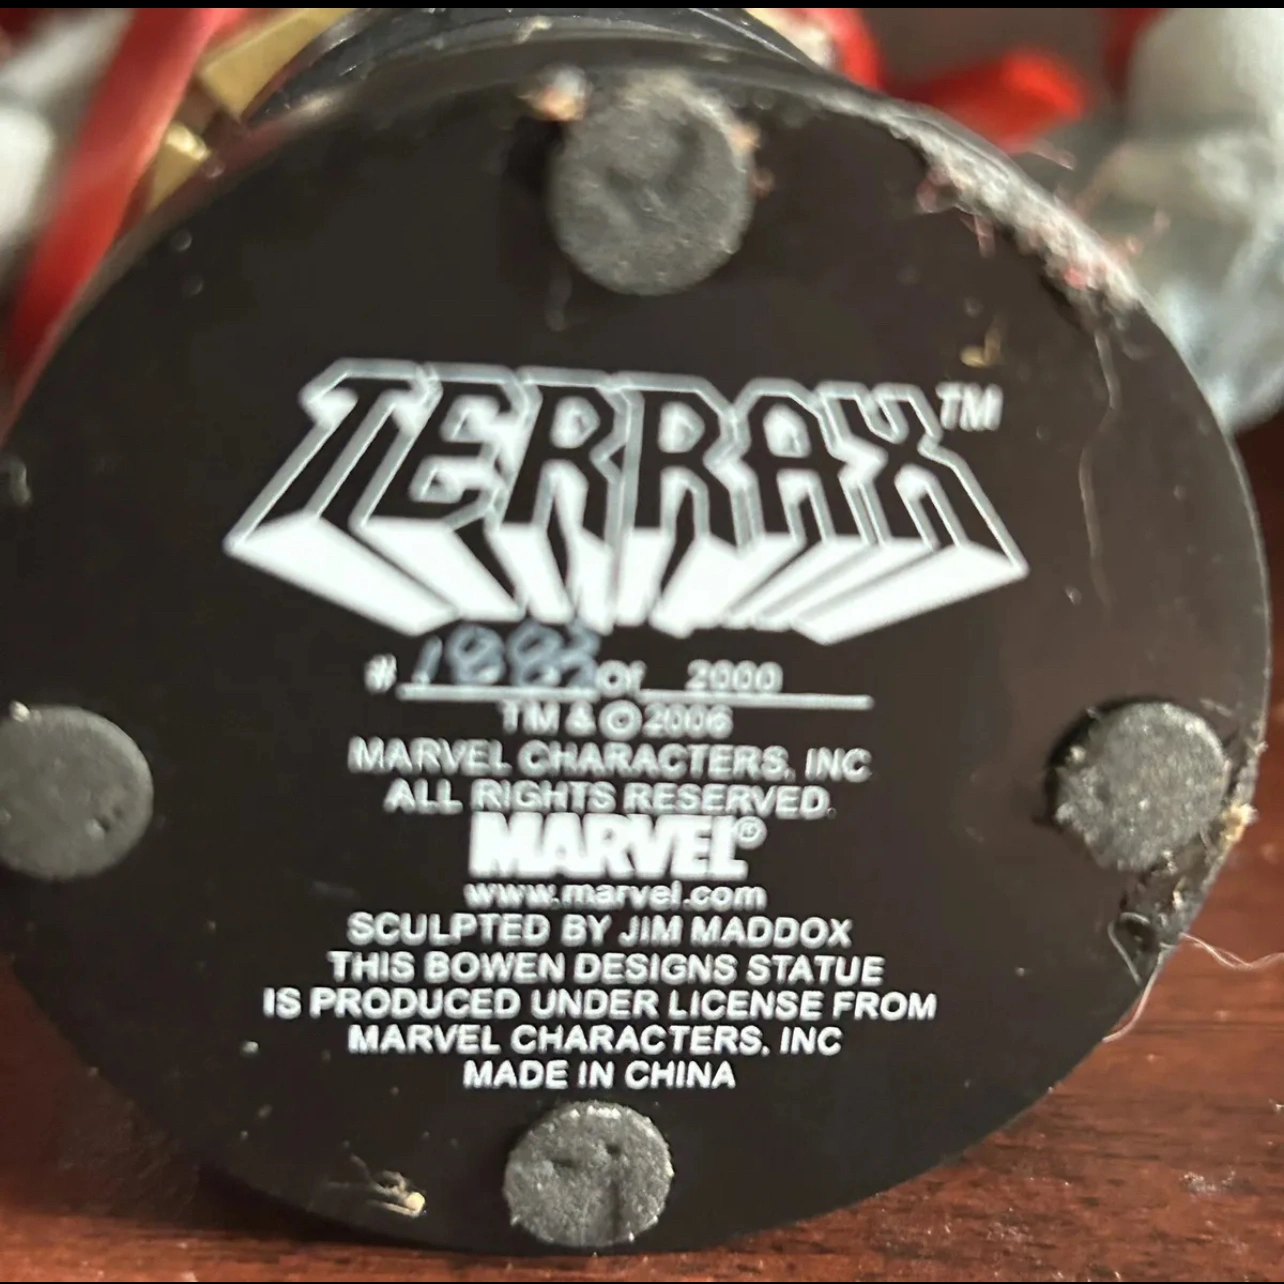 TERRAX™
# 1883 Of 2000
TM & © 2006
MARVEL CHARACTERS, INC
ALL RIGHTS RESERVED.
MARVEL®
www.marvel.com
SCULPTED BY JIM MADDOX
THIS BOWEN DESIGNS STATUE
IS PRODUCED UNDER LICENSE FROM
MARVEL CHARACTERS, INC
MADE IN CHINA